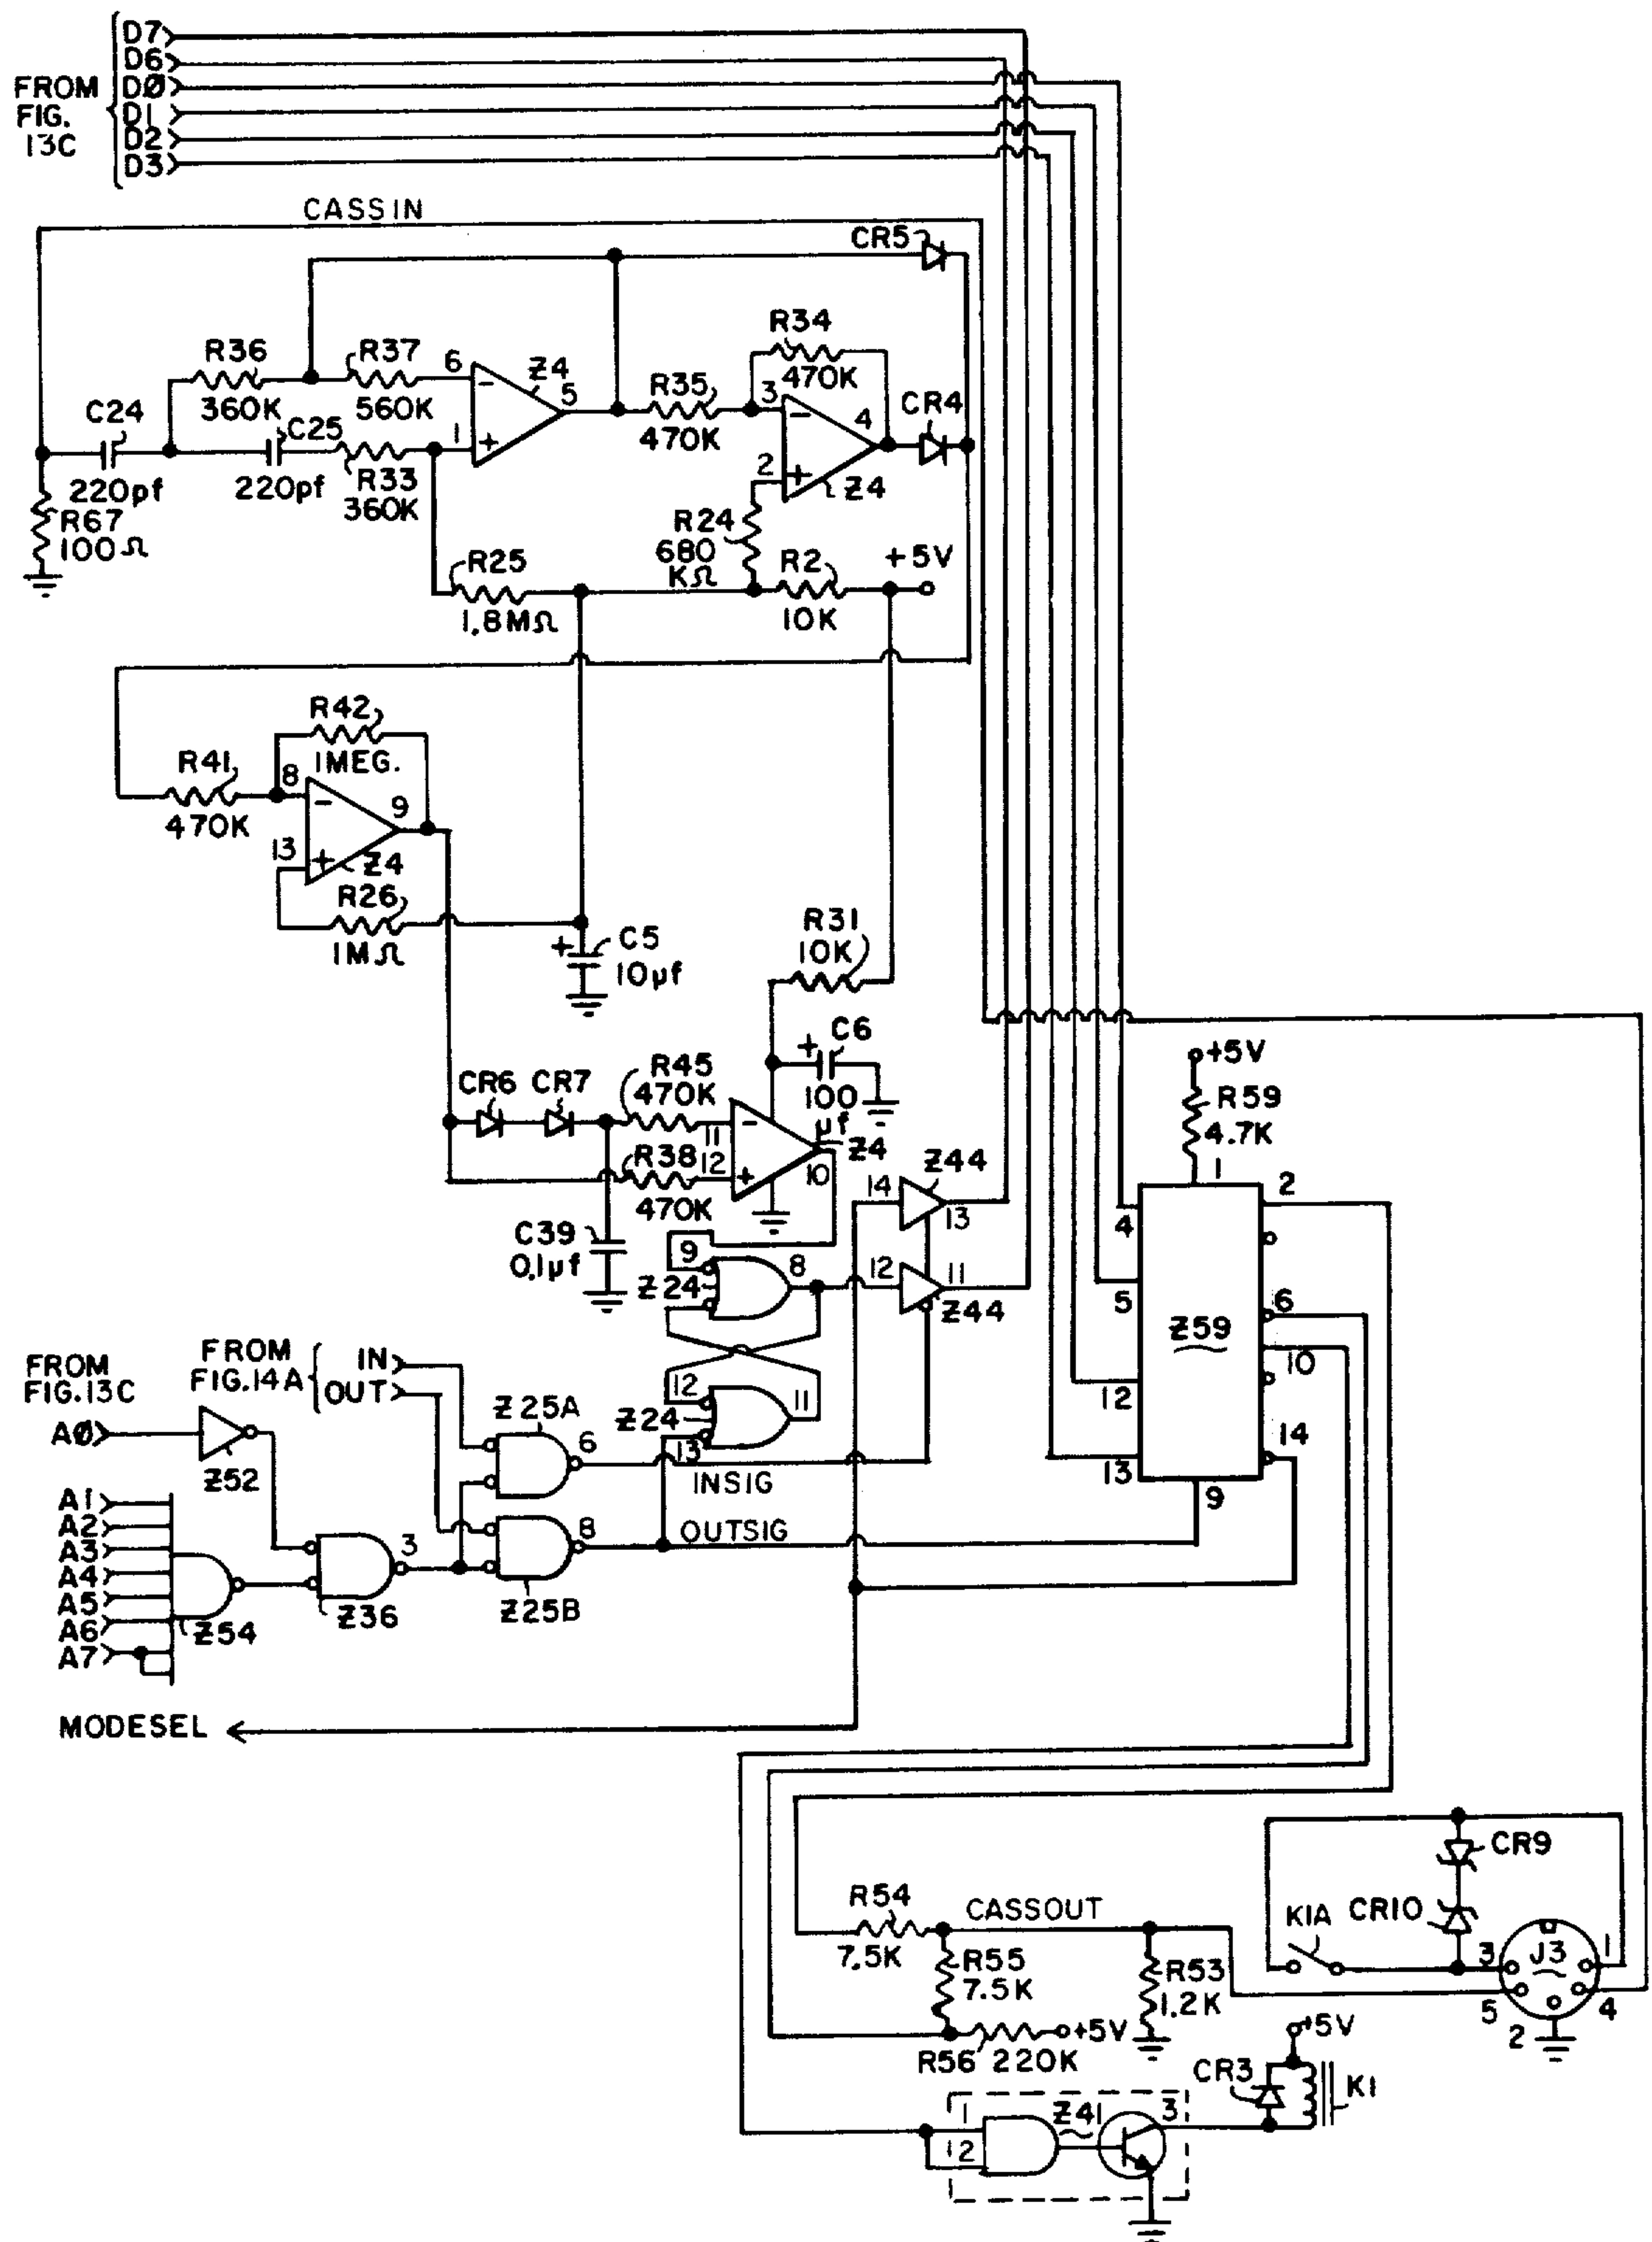 D7
D6
FROM
FIG.
13C
DØ
D1
D2
D3
CASSIN
CR5
R36
360K
R37
560K
6
1
Z4
5
C24
220pf
C25
220pf
R33
360K
R35
470K
R34
470K
3
2
4
Z4
CR4
R67
100Ω
R24
680
KΩ
R25
1.8MΩ
R2
10K
+5V
R42
1MEG.
R41
470K
8
13
9
Z4
R26
1MΩ
+
C5
10µf
R31
10K
+
C6
100
µf
CR6
CR7
R45
470K
11
12
10
Z4
R38
470K
C39
0.1µf
+5V
R59
4.7K
14
Z44
13
12
11
Z44
9
8
Z24
12
11
Z24
13
1
2
4
5
6
Z59
10
12
14
13
9
FROM
FIG.13C
FROM
FIG.14A
IN
OUT
AØ
Z52
Z25A
6
INSIG
A1
A2
A3
A4
A5
A6
A7
Z54
3
Z36
8
OUTSIG
Z25B
MODESEL
CR9
CR10
R54
7.5K
CASSOUT
K1A
R55
7.5K
R53
1.2K
3
J3
1
5
2
4
R56 220K
+5V
+5V
CR3
K1
1
2
Z41
3